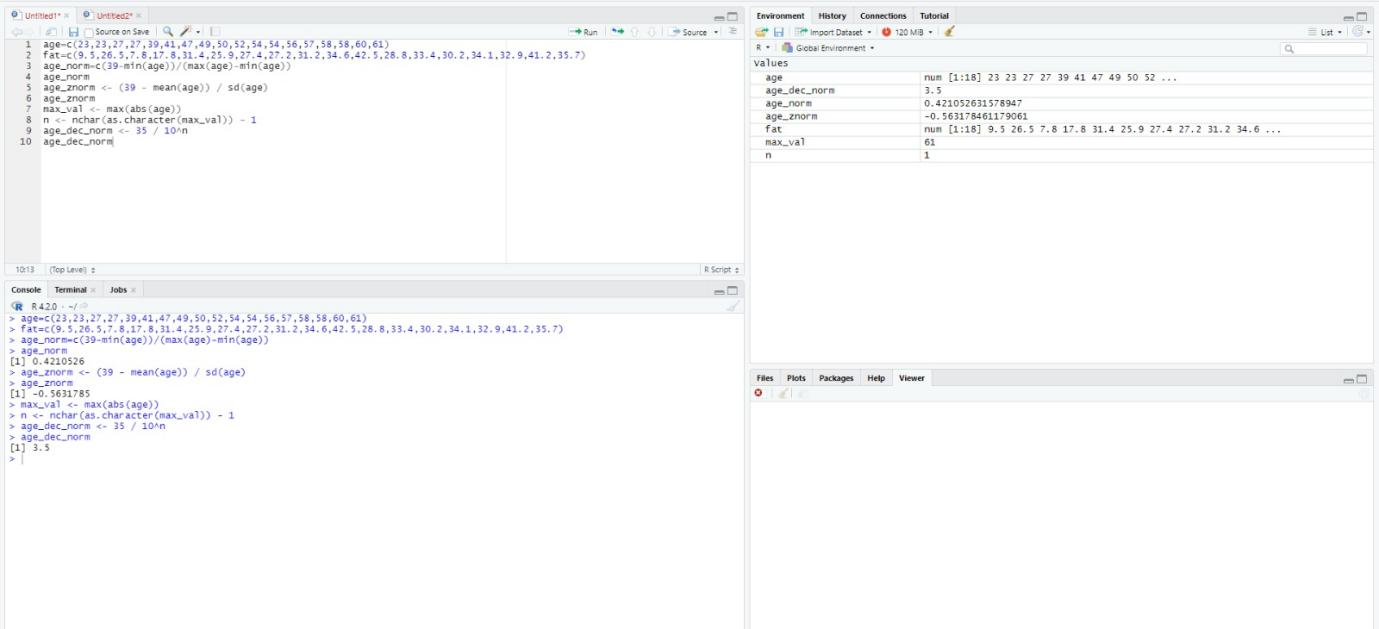 Untitled1*
Untitled2*
Source on Save
Run
Source
1 age=c(23,23,27,27,39,41,47,49,50,52,54,54,56,57,58,58,60,61)
2 fat=c(9.5,26.5,7.8,17.8,31.4,25.9,27.4,27.2,31.2,34.6,42.5,28.8,33.4,30.2,34.1,32.9,41.2,35.7)
3 age_norm=c(39-min(age))/(max(age)-min(age))
4 age_norm
5 age_znorm <- (39 - mean(age)) / sd(age)
6 age_znorm
7 max_val <- max(abs(age))
8 n <- nchar(as.character(max_val)) - 1
9 age_dec_norm <- 35 / 10^n
10 age_dec_norm
10:13 (Top Level) R Script
Console Terminal Jobs
R 4.2.0 · ~/
> age=c(23,23,27,27,39,41,47,49,50,52,54,54,56,57,58,58,60,61)
> fat=c(9.5,26.5,7.8,17.8,31.4,25.9,27.4,27.2,31.2,34.6,42.5,28.8,33.4,30.2,34.1,32.9,41.2,35.7)
> age_norm=c(39-min(age))/(max(age)-min(age))
> age_norm
[1] 0.4210526
> age_znorm <- (39 - mean(age)) / sd(age)
> age_znorm
[1] -0.5631785
> max_val <- max(abs(age))
> n <- nchar(as.character(max_val)) - 1
> age_dec_norm <- 35 / 10^n
> age_dec_norm
[1] 3.5
>
Environment History Connections Tutorial
Import Dataset 120 MiB List
R Global Environment
Values
age num [1:18] 23 23 27 27 39 41 47 49 50 52 ...
age_dec_norm 3.5
age_norm 0.421052631578947
age_znorm -0.563178461179061
fat num [1:18] 9.5 26.5 7.8 17.8 31.4 25.9 27.4 27.2 31.2 34.6 ...
max_val 61
n 1
Files Plots Packages Help Viewer